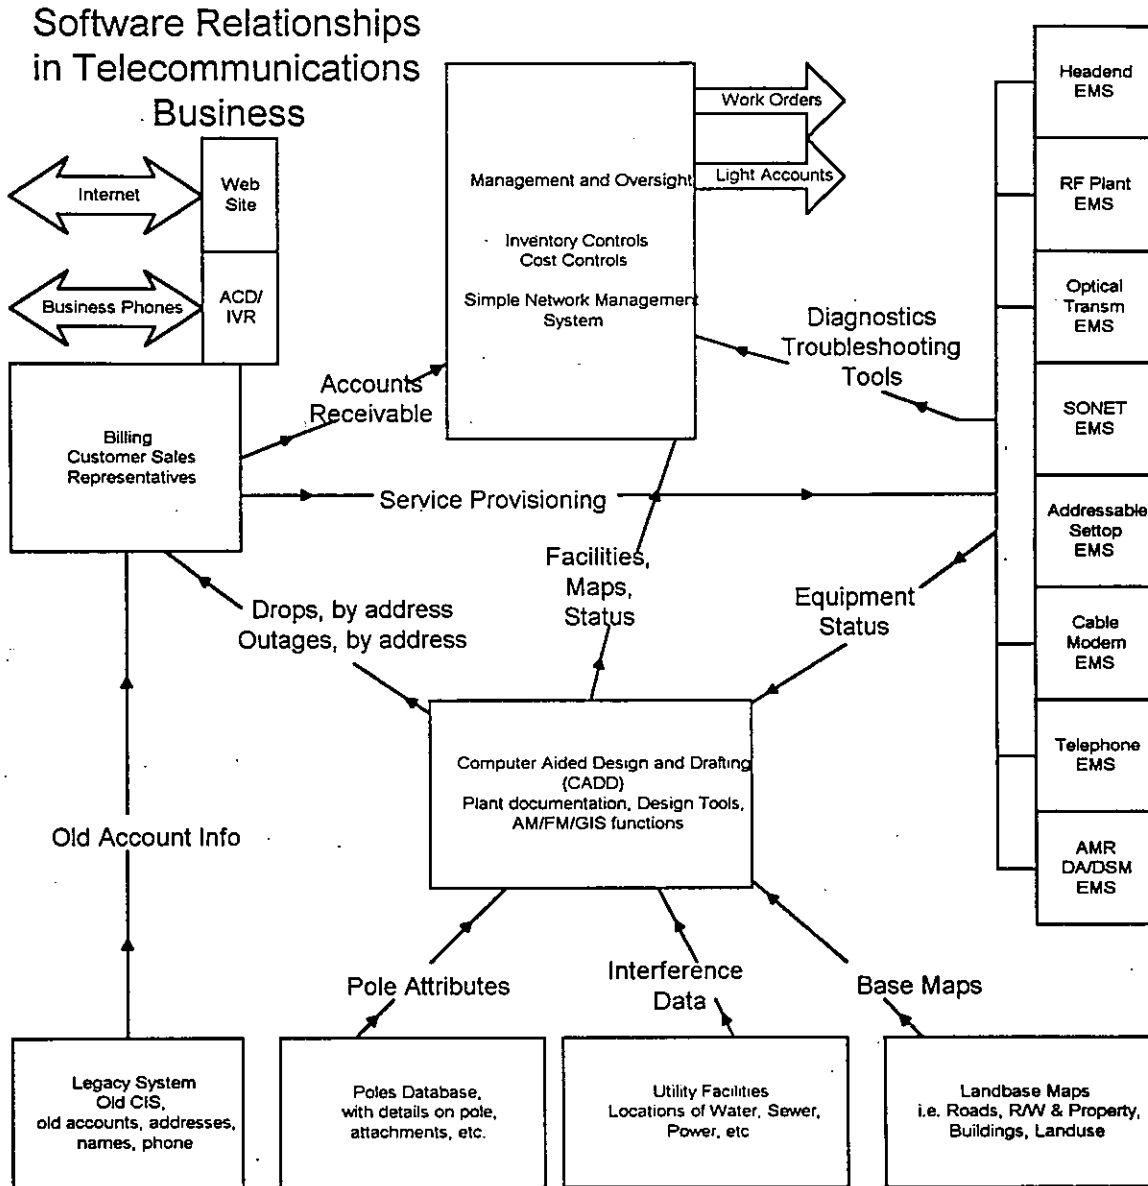 Software Relationships
in Telecommunications
Business
Internet
Web
Site
Business Phones
ACD/
IVR
Billing
Customer Sales
Representatives
Management and Oversight
Inventory Controls
Cost Controls
Simple Network Management
System
Work Orders
Light Accounts
Headend
EMS
RF Plant
EMS
Optical
Transm
EMS
SONET
EMS
Addressable
Settop
EMS
Cable
Modem
EMS
Telephone
EMS
AMR
DA/DSM
EMS
Diagnostics
Troubleshooting
Tools
Accounts
Receivable
Service Provisioning
Facilities,
Maps,
Status
Equipment
Status
Drops, by address
Outages, by address
Computer Aided Design and Drafting
(CADD)
Plant documentation, Design Tools,
AM/FM/GIS functions
Old Account Info
Pole Attributes
Interference
Data
Base Maps
Legacy System
Old CIS,
old accounts, addresses,
names, phone
Poles Database,
with details on pole,
attachments, etc.
Utility Facilities
Locations of Water, Sewer,
Power, etc
Landbase Maps
i.e. Roads, R/W & Property,
Buildings, Landuse